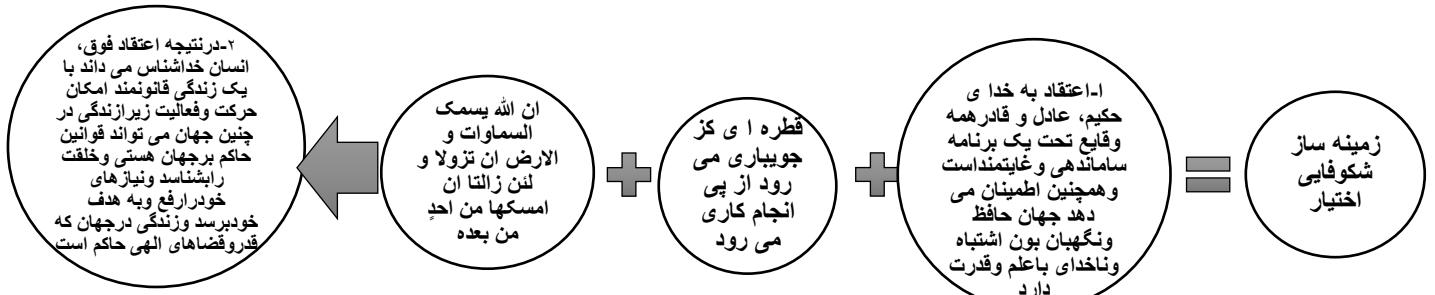 زمینه ساز
شکوفایی
اختیار
ا-اعتقاد به خدا ی
حکیم، عادل و قادرهمه
وقایع تحت یک برنامه
ساماندهی وغایتمنداست
وهمچنین اطمینان می
دهد جهان حافظ
ونگهبان بون اشتباه
وناخدای باعلم وقدرت
دارد
قطره ا ی کز
جویباری می
رود از پی
انجام کاری
می رود
ان الله یسمک
السماوات و
الارض ان تزولا و
لئن زالتا ان
امسکها من احدٍ
من بعده
۲-درنتیجه اعتقاد فوق،
انسان خداشناس می داند با
یک زندگی قانونمند امکان
حرکت وفعالیت زیرازندگی در
چنین جهان می تواند قوانین
حاکم برجهان هستی وخلقت
رابشناسد ونیازهای
خودرارفع وبه هدف
خودبرسد وزندگی درجهان که
قدروقضاهای الهی حاکم است